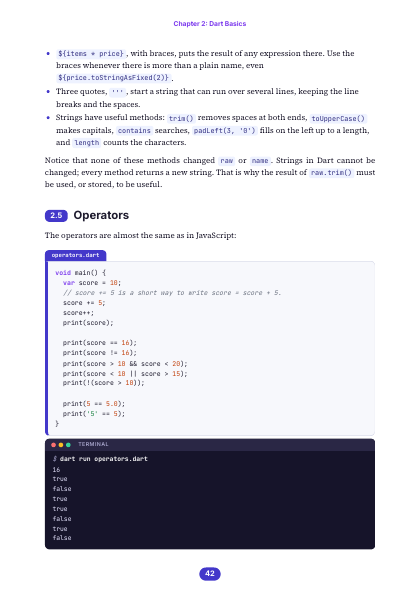 Chapter 2: Dart Basics
• ${items * price}, with braces, puts the result of any expression there. Use the
braces whenever there is more than a plain name, even
${price.toStringAsFixed(2)}.
• Three quotes, ''', start a string that can run over several lines, keeping the line
breaks and the spaces.
• Strings have useful methods: trim() removes spaces at both ends, toUpperCase()
makes capitals, contains searches, padLeft(3, '0') fills on the left up to a length,
and length counts the characters.
Notice that none of these methods changed raw or name. Strings in Dart cannot be
changed; every method returns a new string. That is why the result of raw.trim() must
be used, or stored, to be useful.
2.5 Operators
The operators are almost the same as in JavaScript:
operators.dart
void main() {
var score = 10;
// score += 5 is a short way to write score = score + 5.
score += 5;
score++;
print(score);
print(score == 16);
print(score != 16);
print(score > 10 && score < 20);
print(score < 10 || score > 15);
print(!(score > 10));
print(5 == 5.0);
print('5' == 5);
}
TERMINAL
$ dart run operators.dart
16
true
false
true
true
false
true
false
42